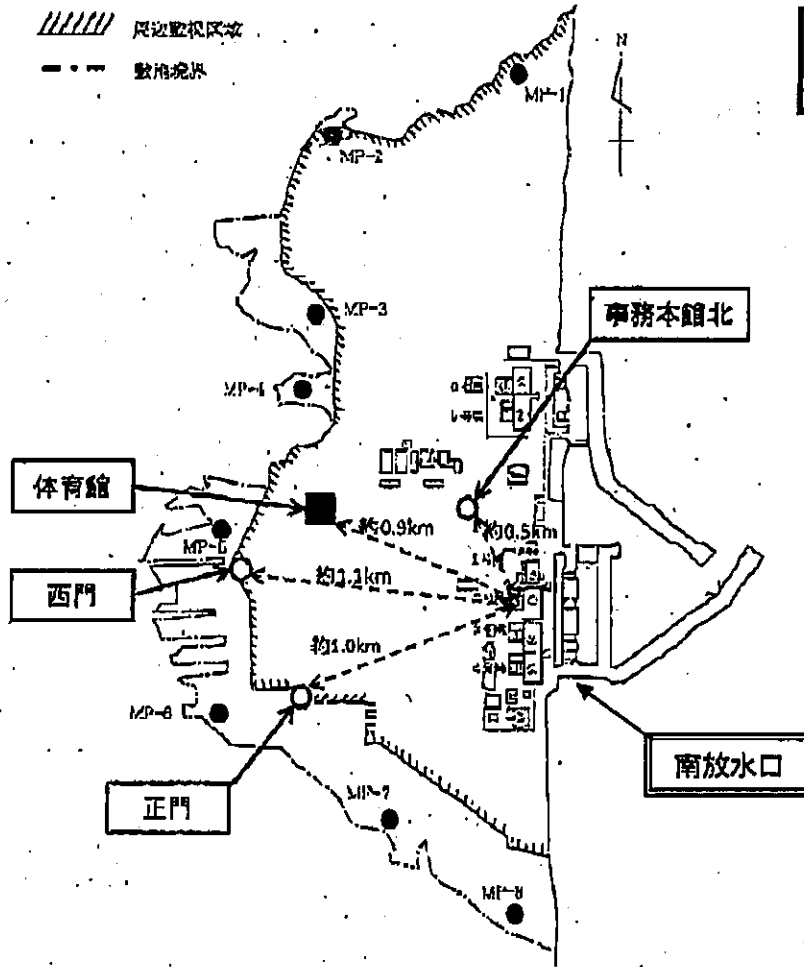 周辺監視区域
敷地境界
N
MP-1
MP-2
MP-3
事務本館北
MP-4
体育館
約0.9km
約0.5km
西門
約1.1km
約1.0km
正門
MP-7
南放水口
MP-8